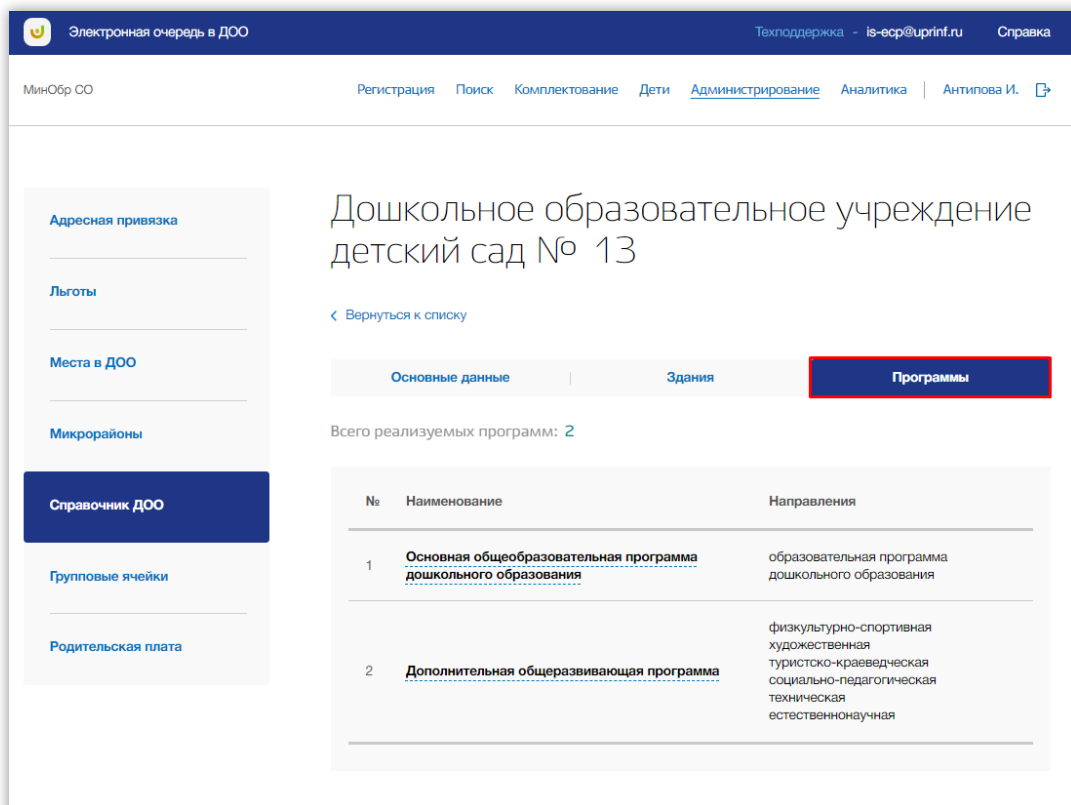 Электронная очередь в ДОО
Техподдержка - is-ecp@uprinf.ru Справка
МинОбр СО
Регистрация Поиск Комплектование Дети Администрирование Аналитика Антипова И.
Адресная привязка
Льготы
Места в ДОО
Микрорайоны
Справочник ДОО
Групповые ячейки
Родительская плата
Дошкольное образовательное учреждение
детский сад № 13
Вернуться к списку
Основные данные Здания Программы
Всего реализуемых программ: 2
№ Наименование Направления
1 Основная общеобразовательная программа
дошкольного образования
образовательная программа
дошкольного образования
2 Дополнительная общеразвивающая программа
физкультурно-спортивная
художественная
туристско-краеведческая
социально-педагогическая
техническая
естественнонаучная